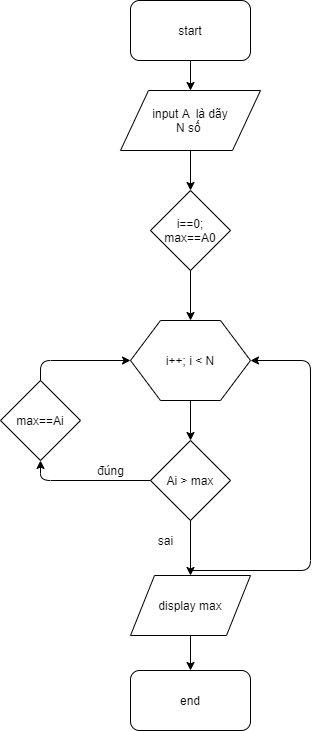 start
input A là dãy
N số
i==0;
max==A0
i++; i < N
max==Ai
đúng
Ai > max
sai
display max
end